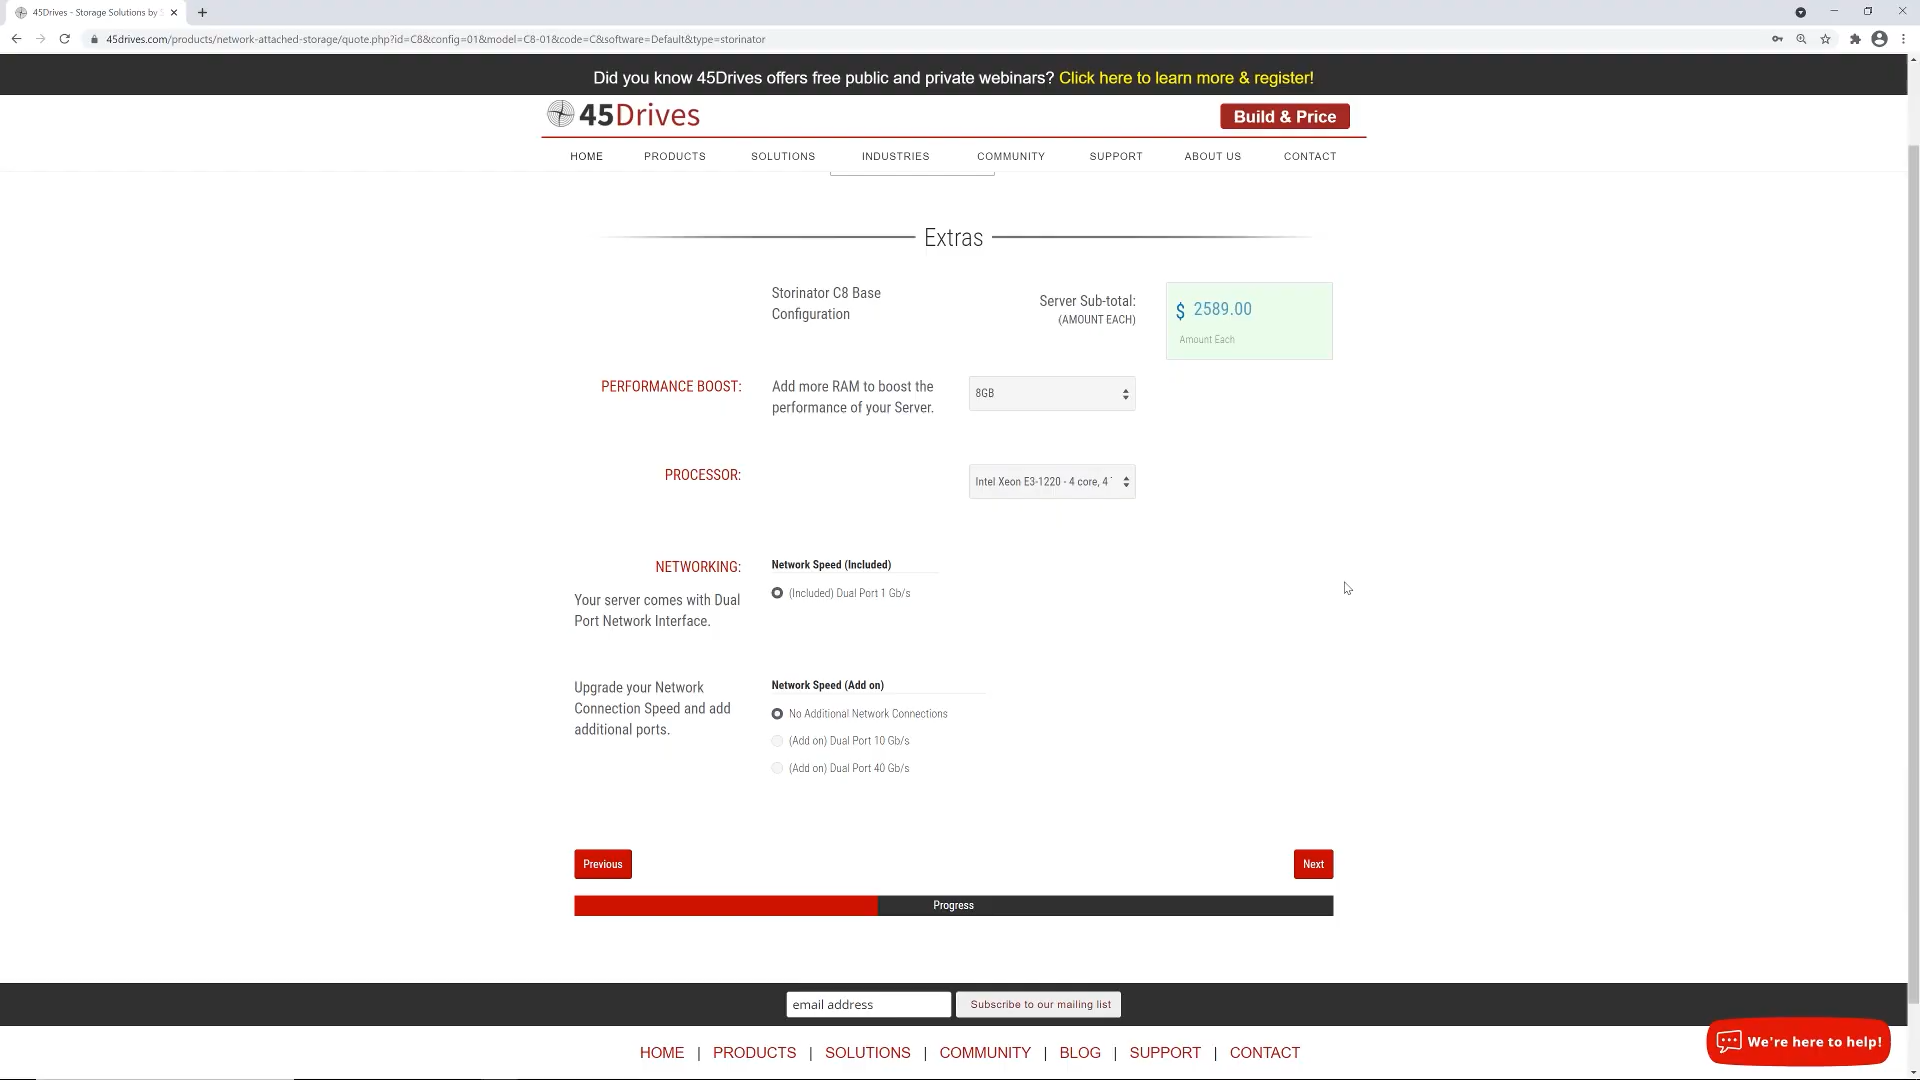 45Drives - Storage Solutions by
45drives.com/products/network-attached-storage/quote.php?id=C8&config=01&model=C8-01&code=C&software=Default&type=storinator
Did you know 45Drives offers free public and private webinars? Click here to learn more & register!
45Drives
Build & Price
HOME PRODUCTS SOLUTIONS INDUSTRIES COMMUNITY SUPPORT ABOUT US CONTACT
Extras
Storinator C8 Base
Configuration
Server Sub-total:
(AMOUNT EACH)
$ 2589.00
Amount Each
PERFORMANCE BOOST:
Add more RAM to boost the
performance of your Server.
8GB
PROCESSOR:
Intel Xeon E3-1220 - 4 core, 4
NETWORKING:
Your server comes with Dual
Port Network Interface.
Network Speed (Included)
(Included) Dual Port 1 Gb/s
Upgrade your Network
Connection Speed and add
additional ports.
Network Speed (Add on)
No Additional Network Connections
(Add on) Dual Port 10 Gb/s
(Add on) Dual Port 40 Gb/s
Previous
Next
Progress
email address
Subscribe to our mailing list
HOME | PRODUCTS | SOLUTIONS | COMMUNITY | BLOG | SUPPORT | CONTACT
We're here to help!